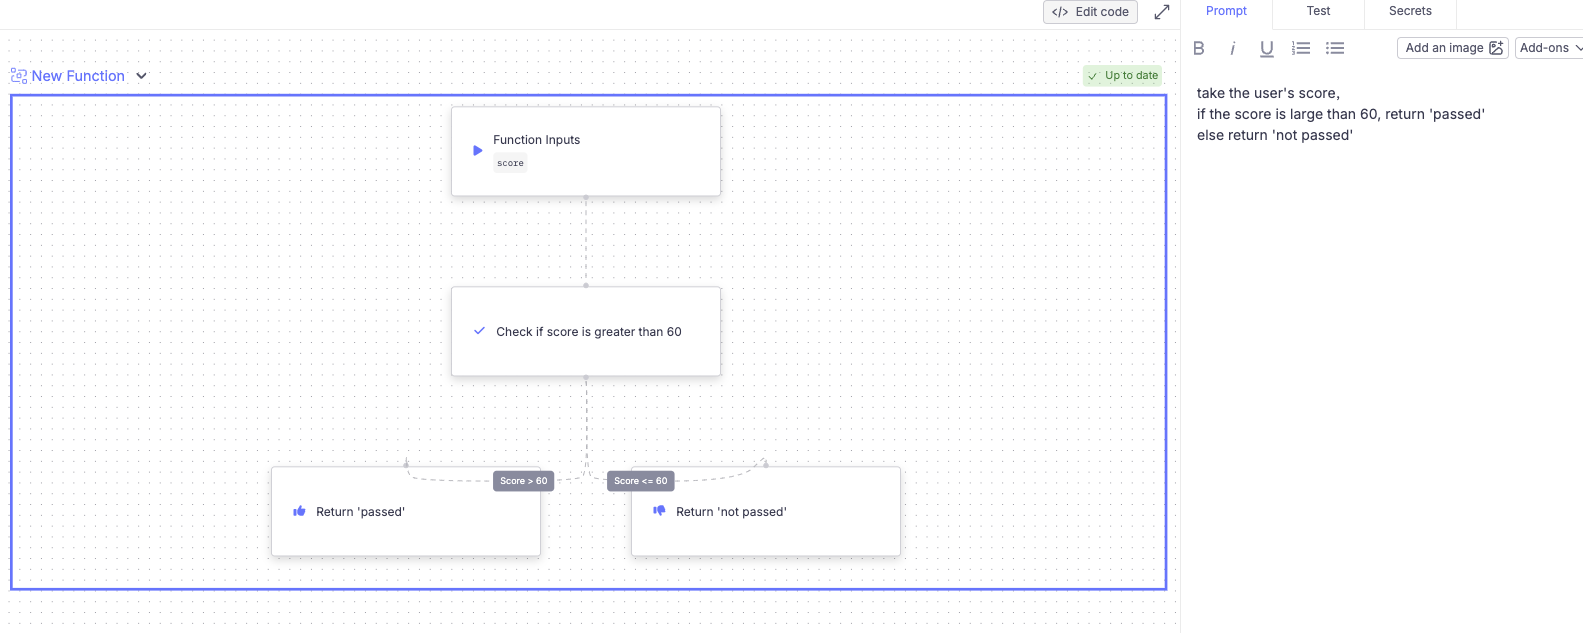 </> Edit code
Prompt
Test
Secrets
B i U
Add an image
Add-ons
New Function
Up to date
Function Inputs
score
Check if score is greater than 60
Score > 60
Score <= 60
Return 'passed'
Return 'not passed'
take the user's score,
if the score is large than 60, return 'passed'
else return 'not passed'